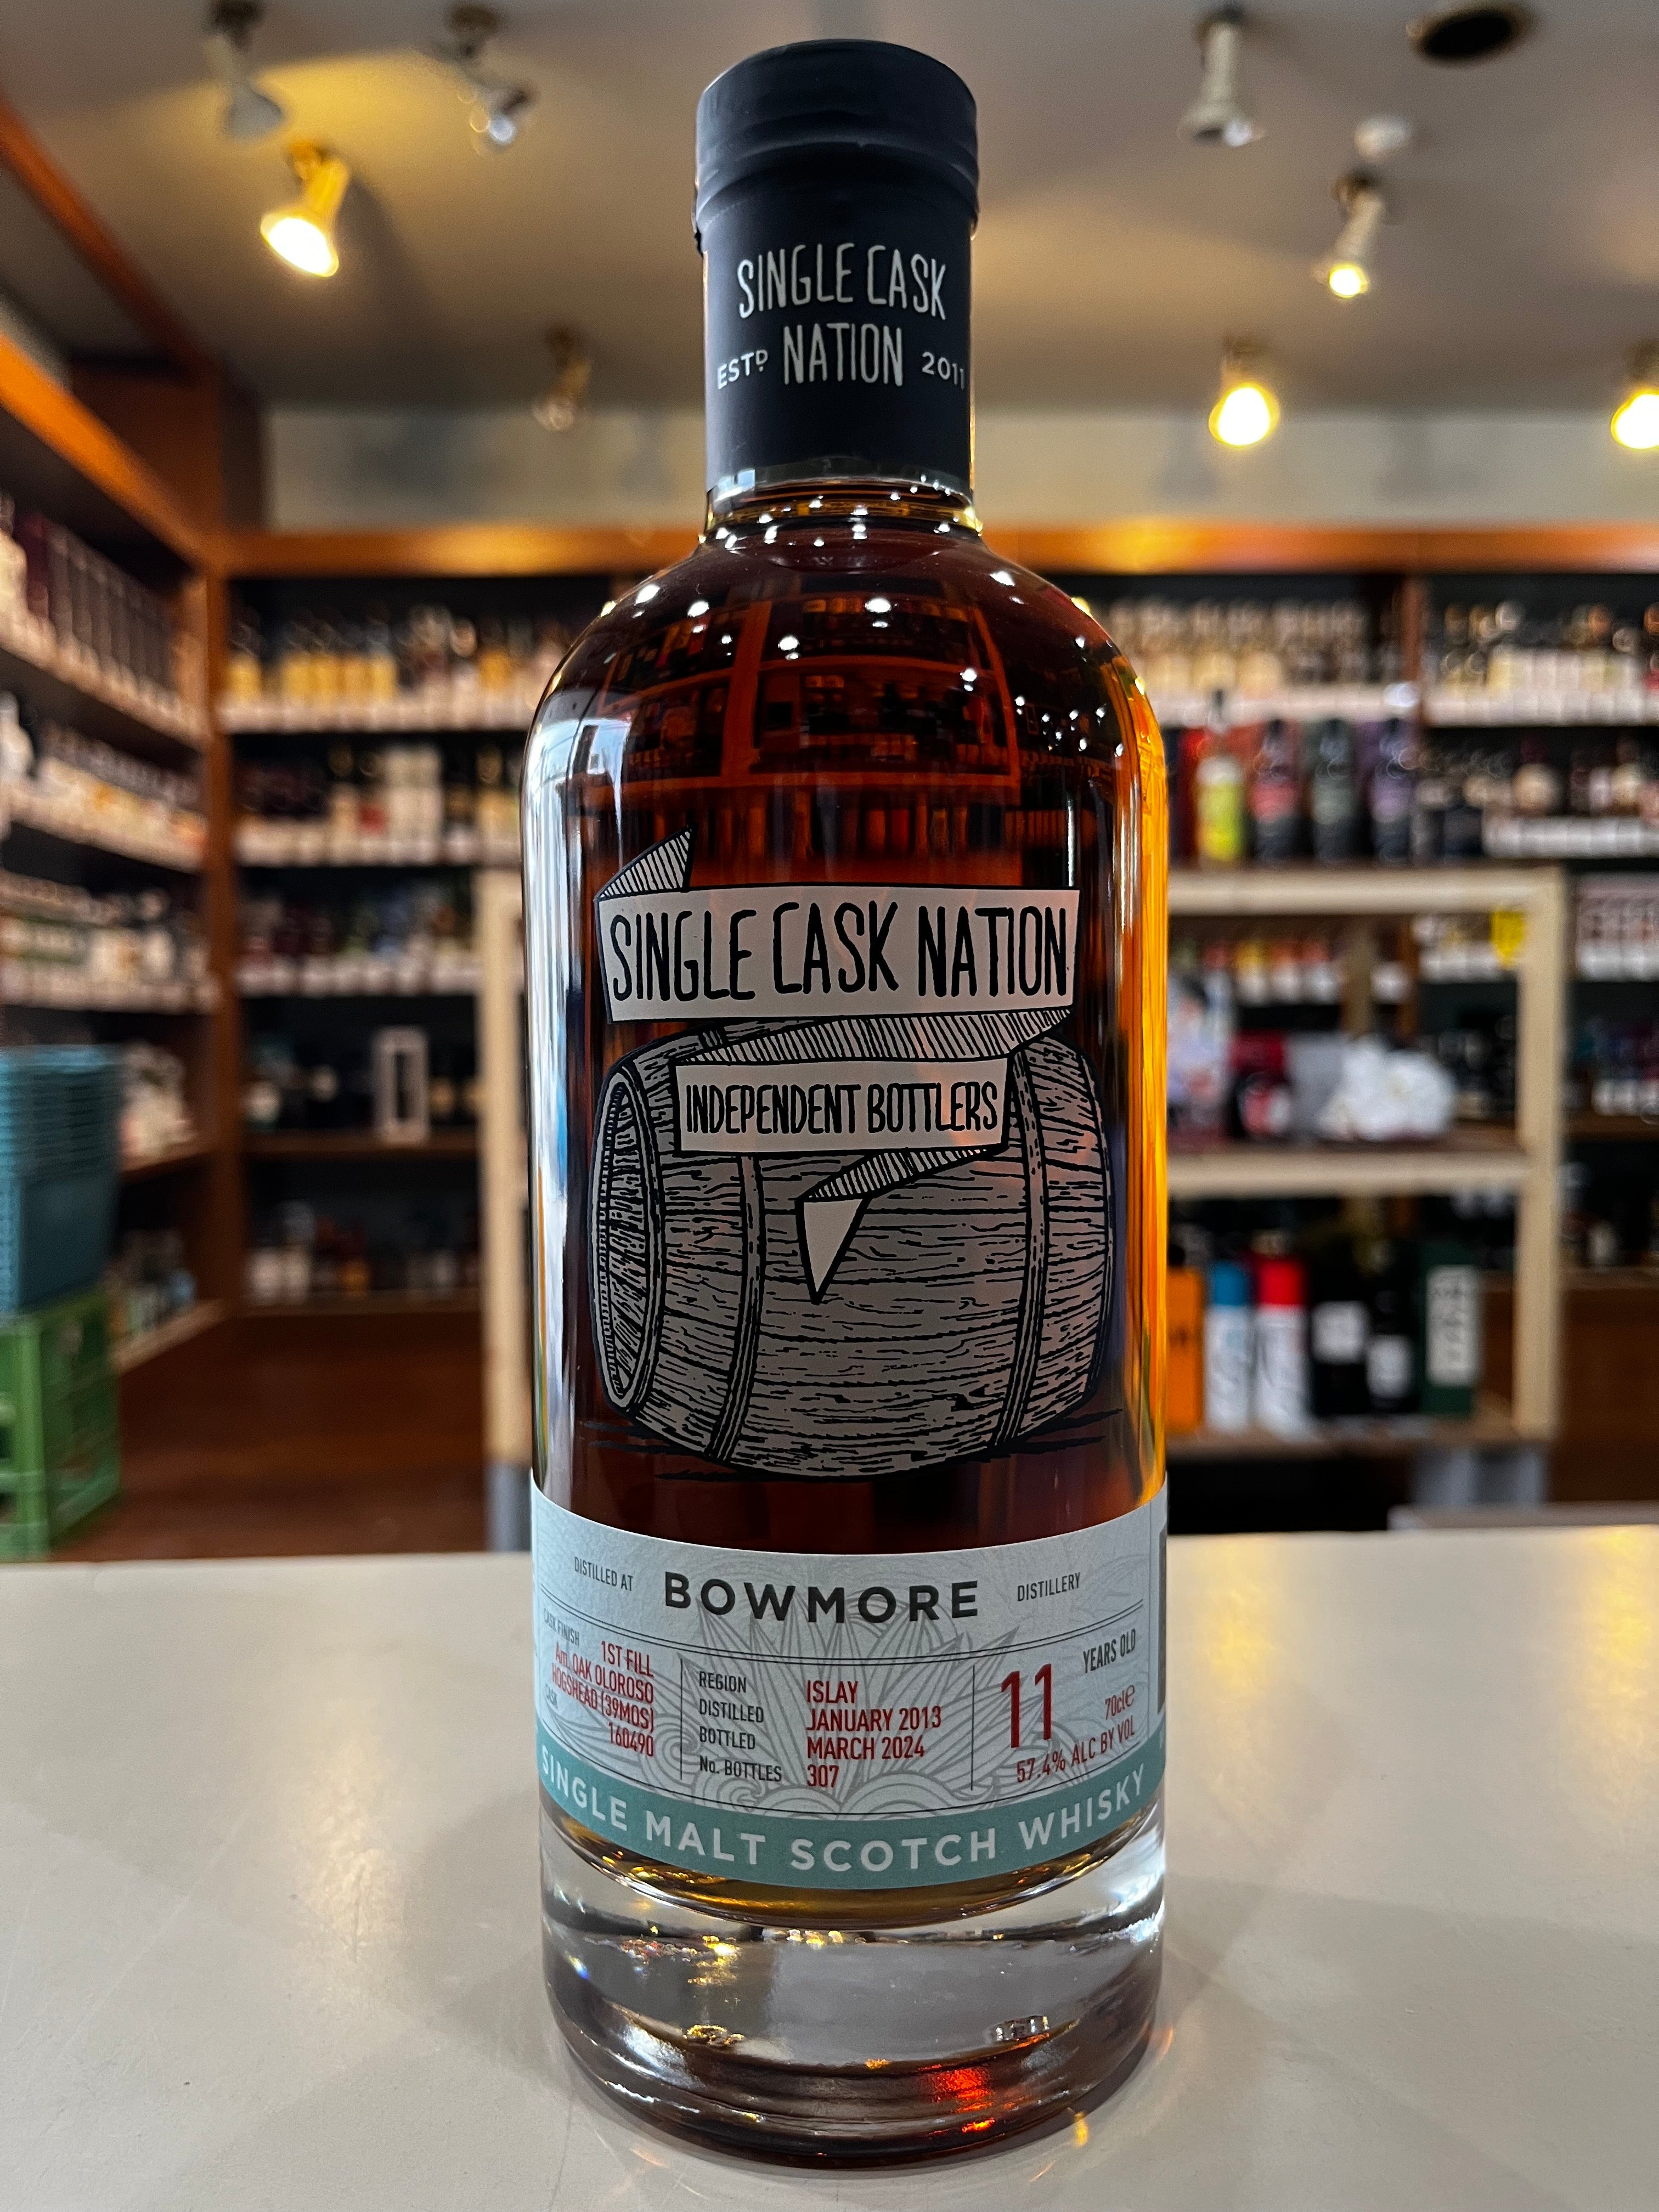 SINGLE CASK
ESTD NATION 2011
SINGLE CASK NATION
INDEPENDENT BOTTLERS
DISTILLED AT BOWMORE DISTILLERY
CASK FINISH
1ST FILL
Am. OAK OLOROSO
HOGSHEAD (39MOS)
CASK
160490
REGION ISLAY
DISTILLED JANUARY 2013
BOTTLED MARCH 2024
No. BOTTLES 307
11 YEARS OLD
70cle
57.4% ALC BY VOL
SINGLE MALT SCOTCH WHISKY